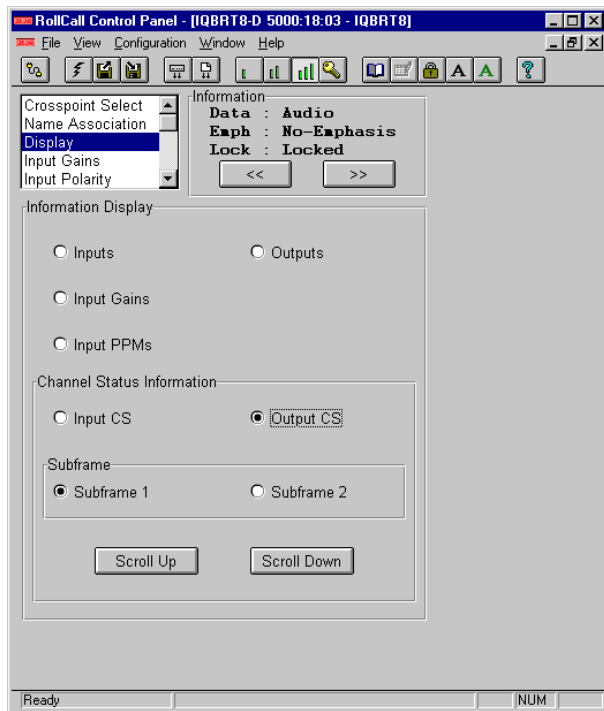 RollCall Control Panel - [IQBRT8-D 5000:18:03 - IQBRT8]
File View Configuration Window Help
A A ?
Crosspoint Select
Name Association
Display
Input Gains
Input Polarity
Information
Data : Audio
Emph : No-Emphasis
Lock : Locked
<< >>
Information Display
Inputs Outputs
Input Gains
Input PPMs
Channel Status Information
Input CS Output CS
Subframe
Subframe 1 Subframe 2
Scroll Up Scroll Down
Ready NUM